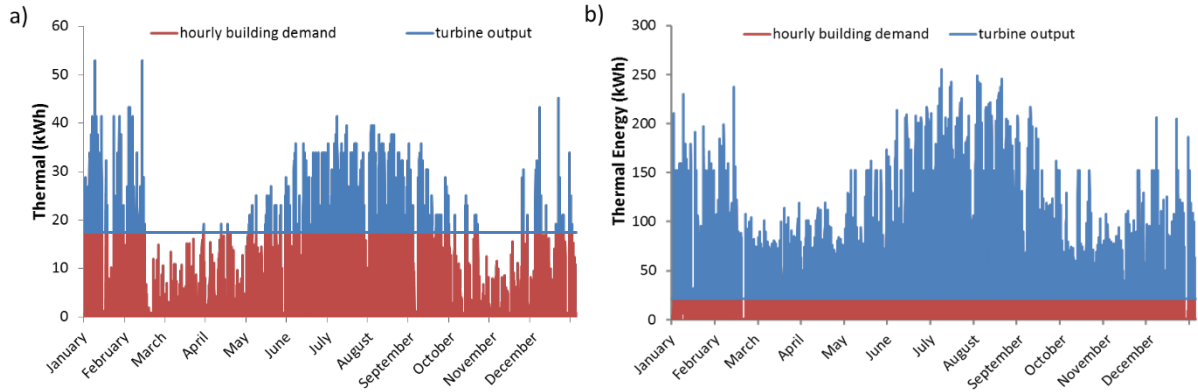 a)
hourly building demand
turbine output
Thermal (kWh)
60
50
40
30
20
10
0
January
February
March
April
May
June
July
August
September
October
November
December
b)
hourly building demand
turbine output
Thermal Energy (kWh)
300
250
200
150
100
50
0
January
February
March
April
May
June
July
August
September
October
November
December